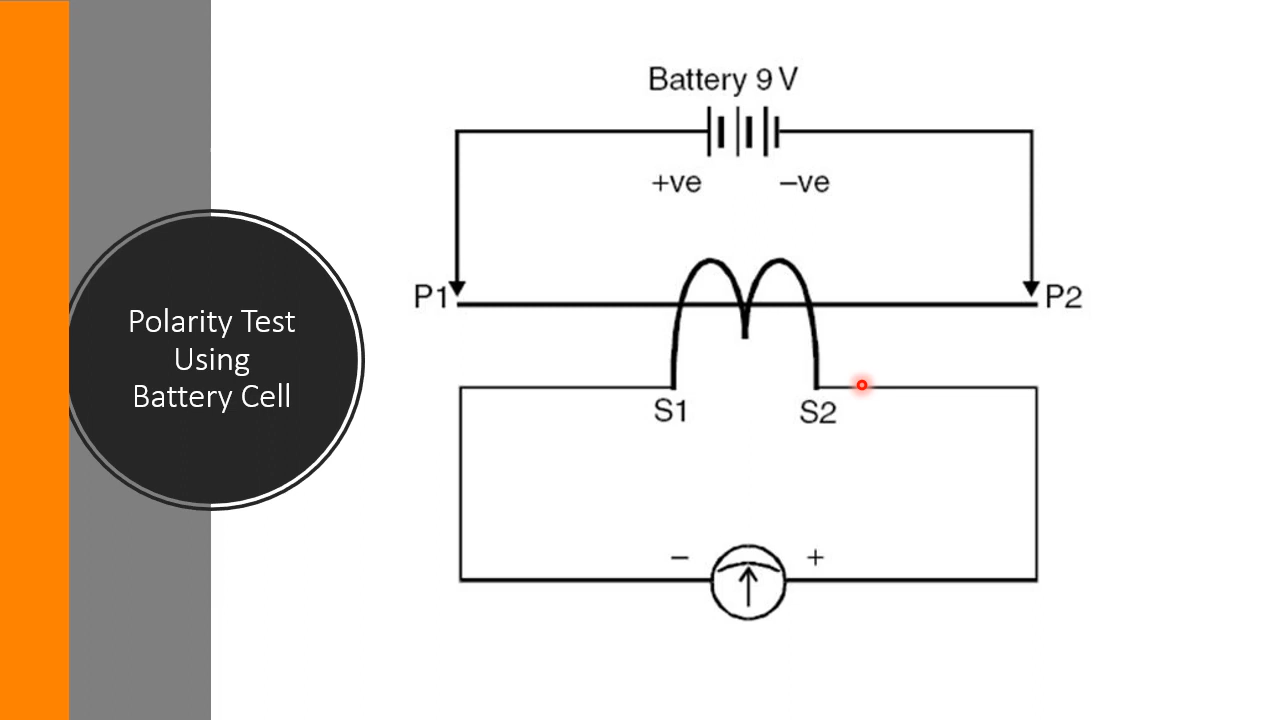 Polarity Test
Using
Battery Cell
Battery 9 V
+ve
–ve
P1
P2
S1
S2
–
+